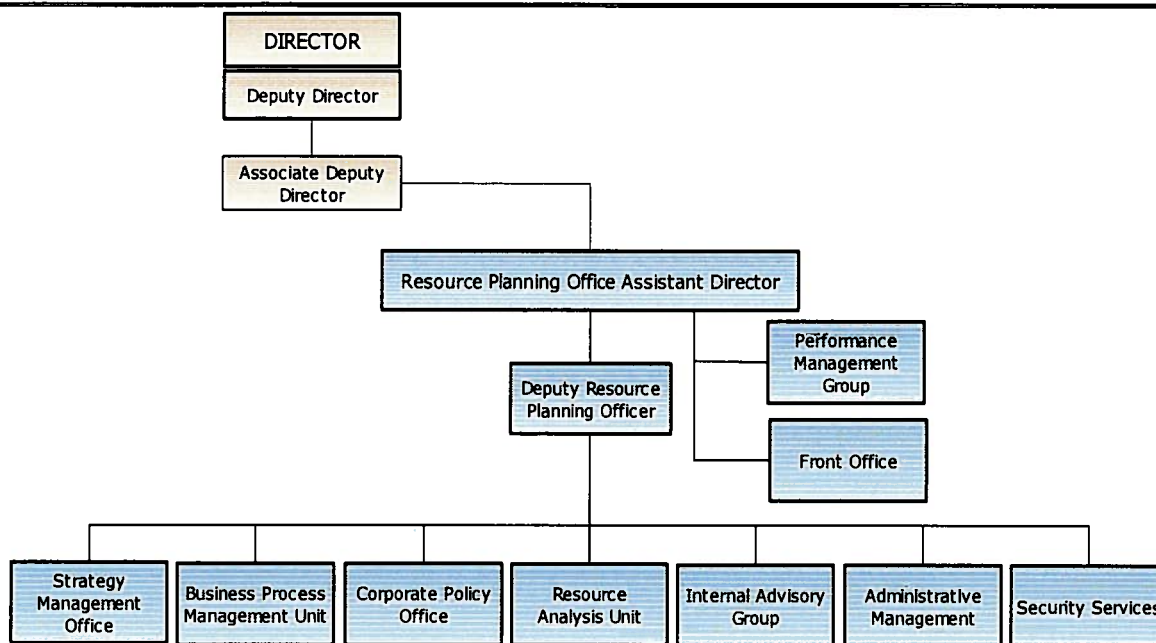 DIRECTOR
Deputy Director
Associate Deputy
Director
Resource Planning Office Assistant Director
Performance
Management
Group
Deputy Resource
Planning Officer
Front Office
Strategy
Management
Office
Business Process
Management Unit
Corporate Policy
Office
Resource
Analysis Unit
Internal Advisory
Group
Administrative
Management
Security Services